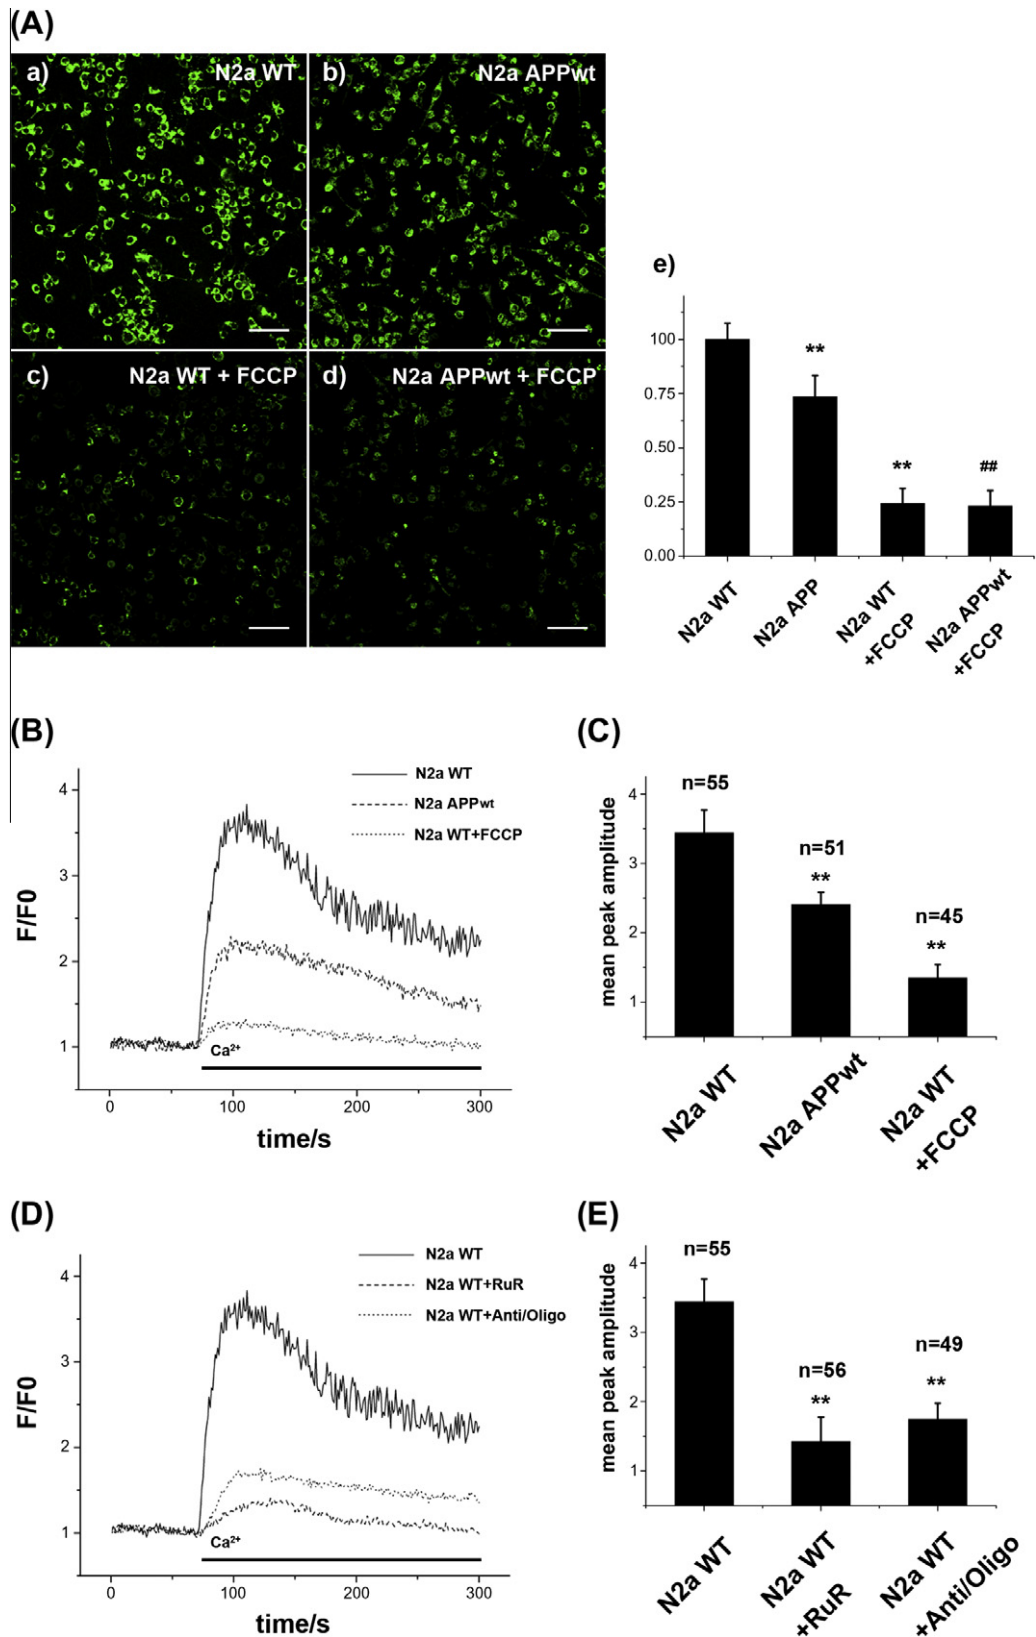 (A)
a) N2a WT
b) N2a APPwt
c) N2a WT + FCCP
d) N2a APPwt + FCCP
e)
100
0.75
0.50
0.25
0.00
**
**
##
N2a WT
N2a APP
N2a WT
+FCCP
N2a APPwt
+FCCP
(B)
F/F0
4
3
2
1
N2a WT
N2a APPwt
N2a WT+FCCP
Ca²⁺
0
100
200
300
time/s
(C)
mean peak amplitude
4
3
2
1
n=55
n=51
**
n=45
**
N2a WT
N2a APPwt
N2a WT
+FCCP
(D)
F/F0
4
3
2
1
N2a WT
N2a WT+RuR
N2a WT+Anti/Oligo
Ca²⁺
0
100
200
300
time/s
(E)
mean peak amplitude
4
3
2
1
n=55
n=56
**
n=49
**
N2a WT
N2a WT
+RuR
N2a WT
+Anti/Oligo